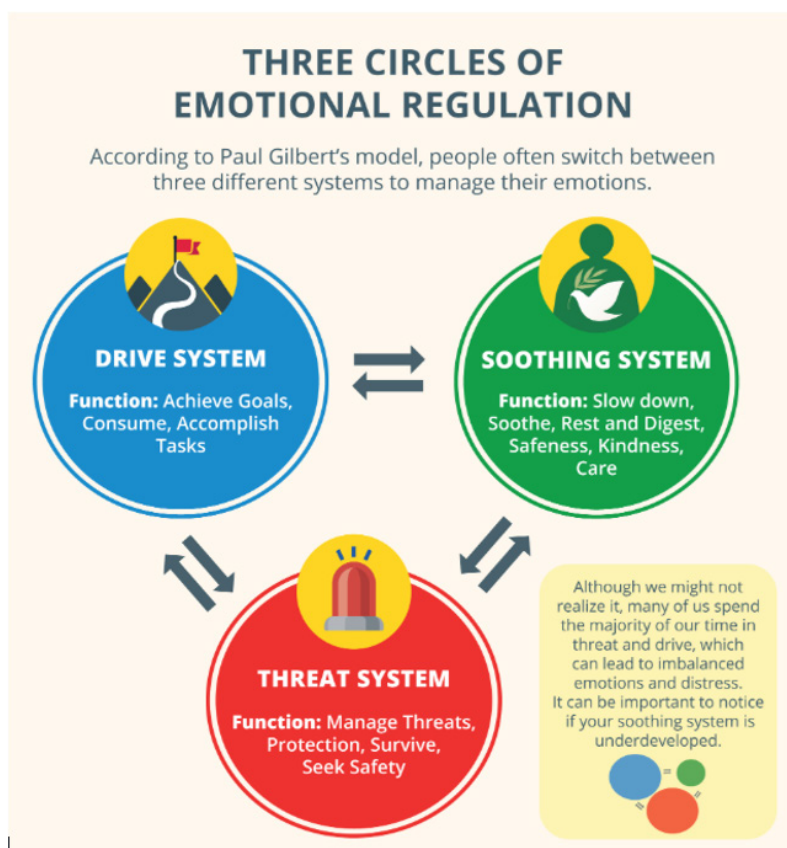 THREE CIRCLES OF
EMOTIONAL REGULATION
According to Paul Gilbert's model, people often switch between
three different systems to manage their emotions.
DRIVE SYSTEM
Function: Achieve Goals,
Consume, Accomplish
Tasks
SOOTHING SYSTEM
Function: Slow down,
Soothe, Rest and Digest,
Safeness, Kindness,
Care
THREAT SYSTEM
Function: Manage Threats,
Protection, Survive,
Seek Safety
Although we might not
realize it, many of us spend
the majority of our time in
threat and drive, which
can lead to imbalanced
emotions and distress.
It can be important to notice
if your soothing system is
underdeveloped.